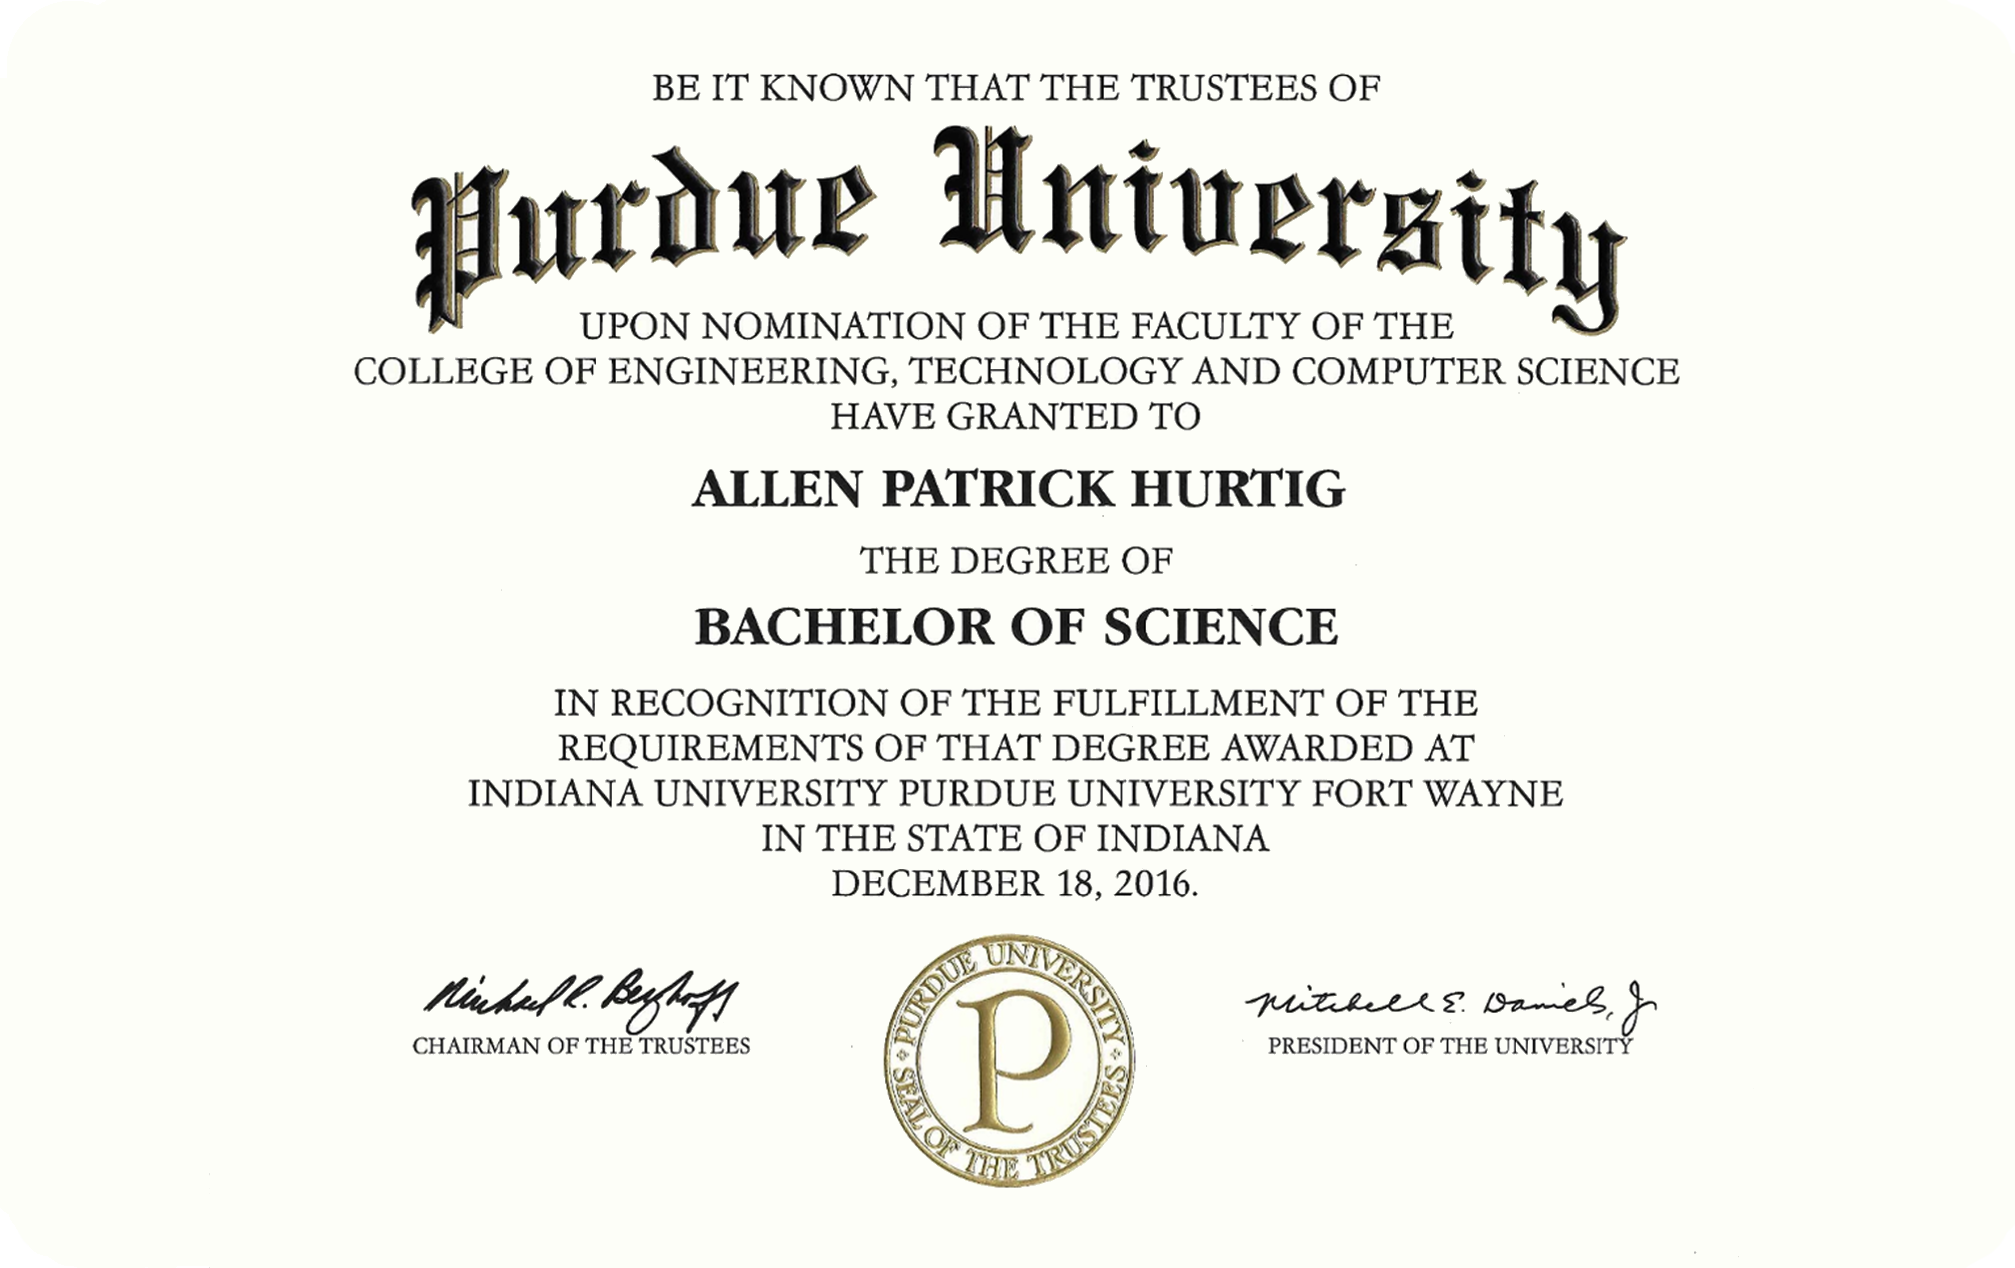 BE IT KNOWN THAT THE TRUSTEES OF
Purdue University
UPON NOMINATION OF THE FACULTY OF THE
COLLEGE OF ENGINEERING, TECHNOLOGY AND COMPUTER SCIENCE
HAVE GRANTED TO
ALLEN PATRICK HURTIG
THE DEGREE OF
BACHELOR OF SCIENCE
IN RECOGNITION OF THE FULFILLMENT OF THE
REQUIREMENTS OF THAT DEGREE AWARDED AT
INDIANA UNIVERSITY PURDUE UNIVERSITY FORT WAYNE
IN THE STATE OF INDIANA
DECEMBER 18, 2016.
Michael R. Berghoff
CHAIRMAN OF THE TRUSTEES
PURDUE UNIVERSITY
P
SEAL OF THE TRUSTEES
Mitchell E. Daniels, Jr
PRESIDENT OF THE UNIVERSITY